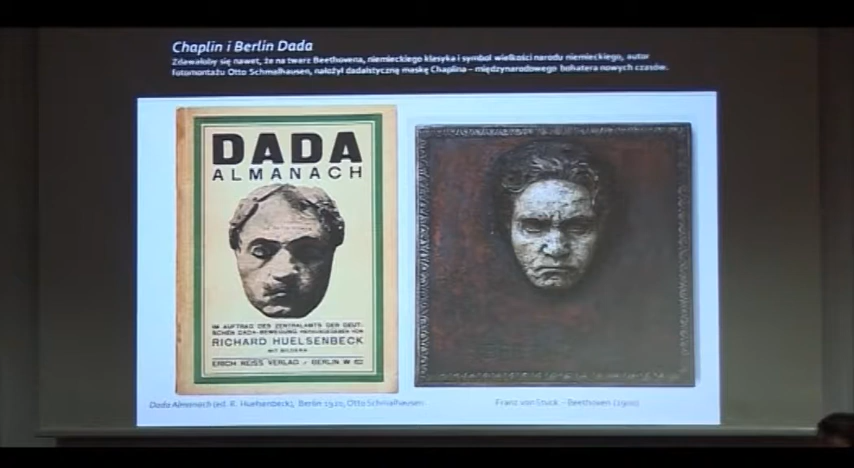 Chaplin i Berlin Dada
Zdawałoby się nawet, że na twarz Beethovena, niemieckiego klasyka i symbol wielkości narodu niemieckiego, autor
fotomontażu Otto Schmalhausen, nałożył dadaistyczną maskę Chaplina – międzynarodowego bohatera nowych czasów.
DADA
ALMANACH
IM AUFTRAG DES ZENTRALAMTS DER DEUT-
SCHEN DADA-BEWEGUNG HERAUSGEGEBEN VON
RICHARD HUELSENBECK
MIT BILDERN
ERICH REISS VERLAG - BERLIN W 62
Dada Almanach (ed. R. Huelsenbeck), Berlin 1920, Otto Schmalhausen
Franz von Stuck – Beethoven (1900)